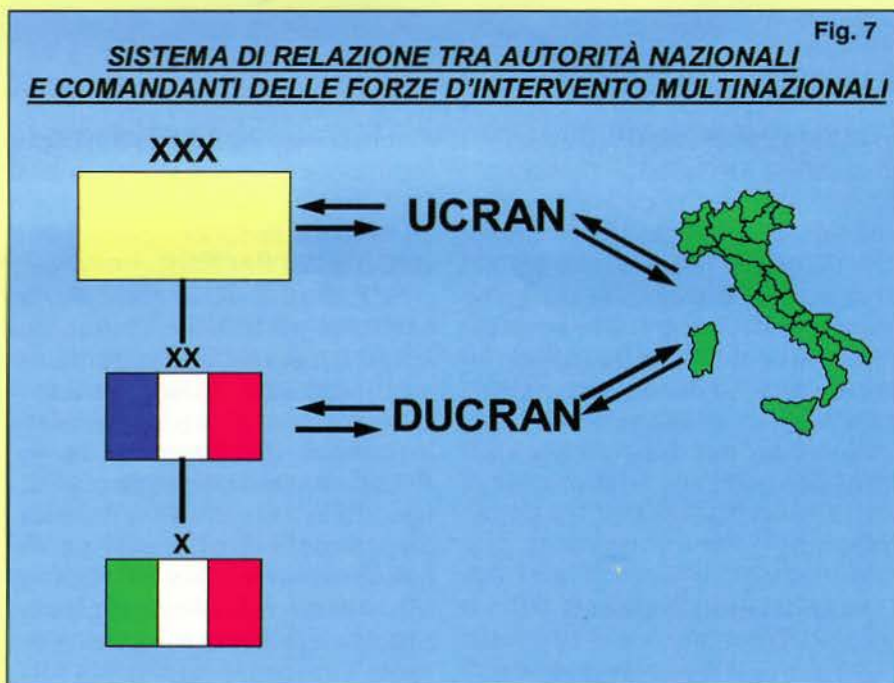 Fig. 7
SISTEMA DI RELAZIONE TRA AUTORITÀ NAZIONALI
E COMANDANTI DELLE FORZE D'INTERVENTO MULTINAZIONALI
XXX
UCRAN
XX
DUCRAN
X